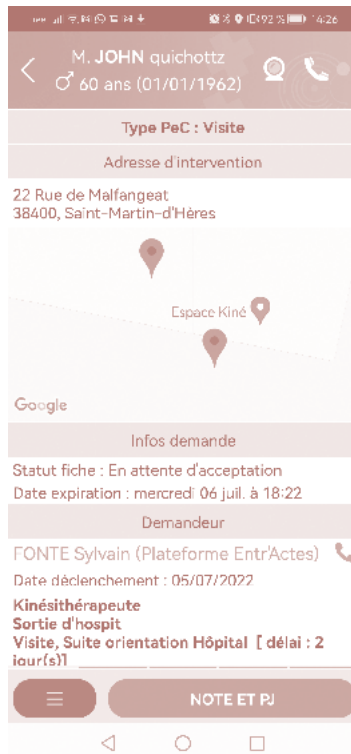 92 % 14:26
M. JOHN quichottz
60 ans (01/01/1962)
Type PeC : Visite
Adresse d'intervention
22 Rue de Malfangeat
38400, Saint-Martin-d'Hères
Espace Kiné
Google
Infos demande
Statut fiche : En attente d'acceptation
Date expiration : mercredi 06 juil. à 18:22
Demandeur
FONTE Sylvain (Plateforme Entr'Actes)
Date déclenchement : 05/07/2022
Kinésithérapeute
Sortie d'hospit
Visite, Suite orientation Hôpital [ délai : 2
jour(s)]
NOTE ET PJ